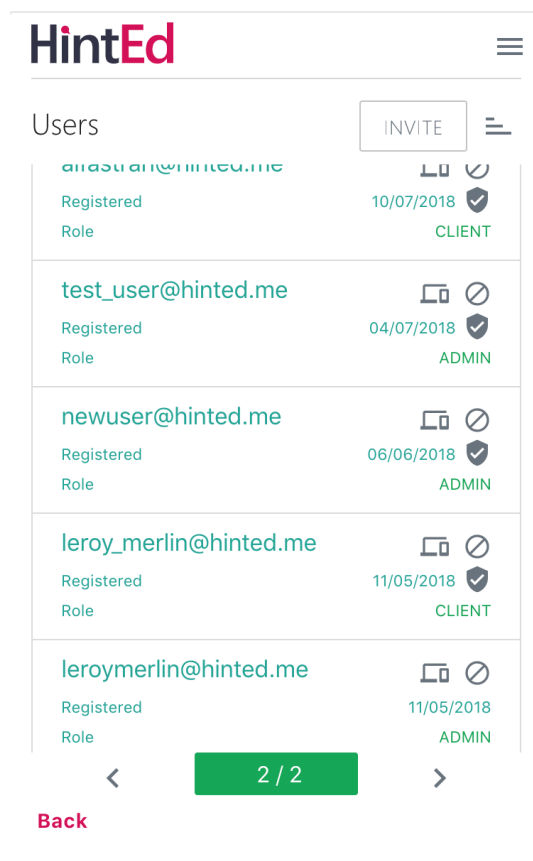 HintEd
Users
INVITE
Registered 10/07/2018
Role CLIENT
test_user@hinted.me
Registered 04/07/2018
Role ADMIN
newuser@hinted.me
Registered 06/06/2018
Role ADMIN
leroy_merlin@hinted.me
Registered 11/05/2018
Role CLIENT
leroymerlin@hinted.me
Registered 11/05/2018
Role ADMIN
2 / 2
Back